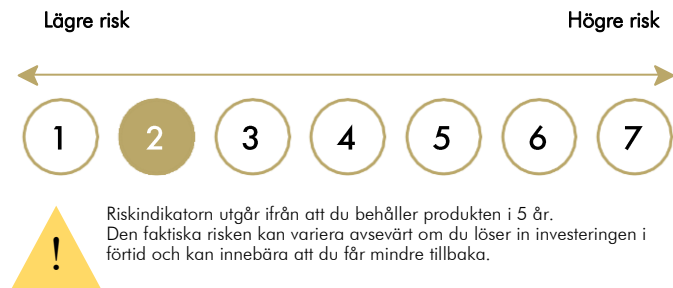 Lägre risk Högre risk
1 2 3 4 5 6 7
Riskindikatorn utgår ifrån att du behåller produkten i 5 år.
Den faktiska risken kan variera avsevärt om du löser in investeringen i
förtid och kan innebära att du får mindre tillbaka.
!